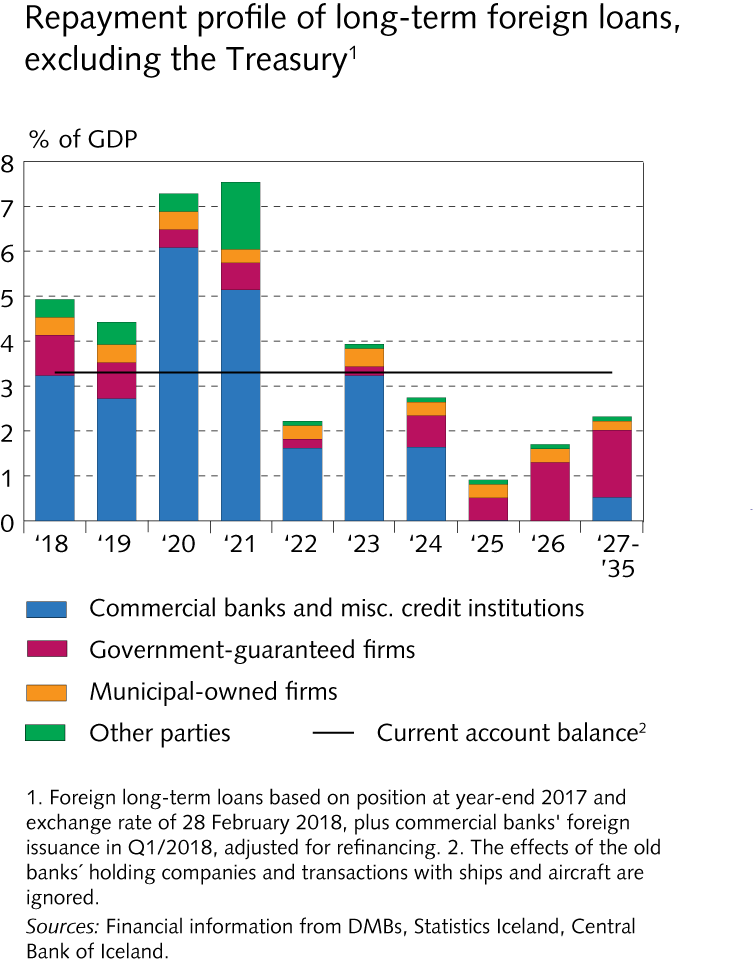 Repayment profile of long-term foreign loans,
excluding the Treasury¹
% of GDP
8
7
6
5
4
3
2
1
0
‘18 ‘19 ‘20 ‘21 ‘22 ‘23 ‘24 ‘25 ‘26 ‘27-
’35
Commercial banks and misc. credit institutions
Government-guaranteed firms
Municipal-owned firms
Other parties Current account balance²
1. Foreign long-term loans based on position at year-end 2017 and
exchange rate of 28 February 2018, plus commercial banks' foreign
issuance in Q1/2018, adjusted for refinancing. 2. The effects of the old
banks´ holding companies and transactions with ships and aircraft are
ignored.
Sources: Financial information from DMBs, Statistics Iceland, Central
Bank of Iceland.